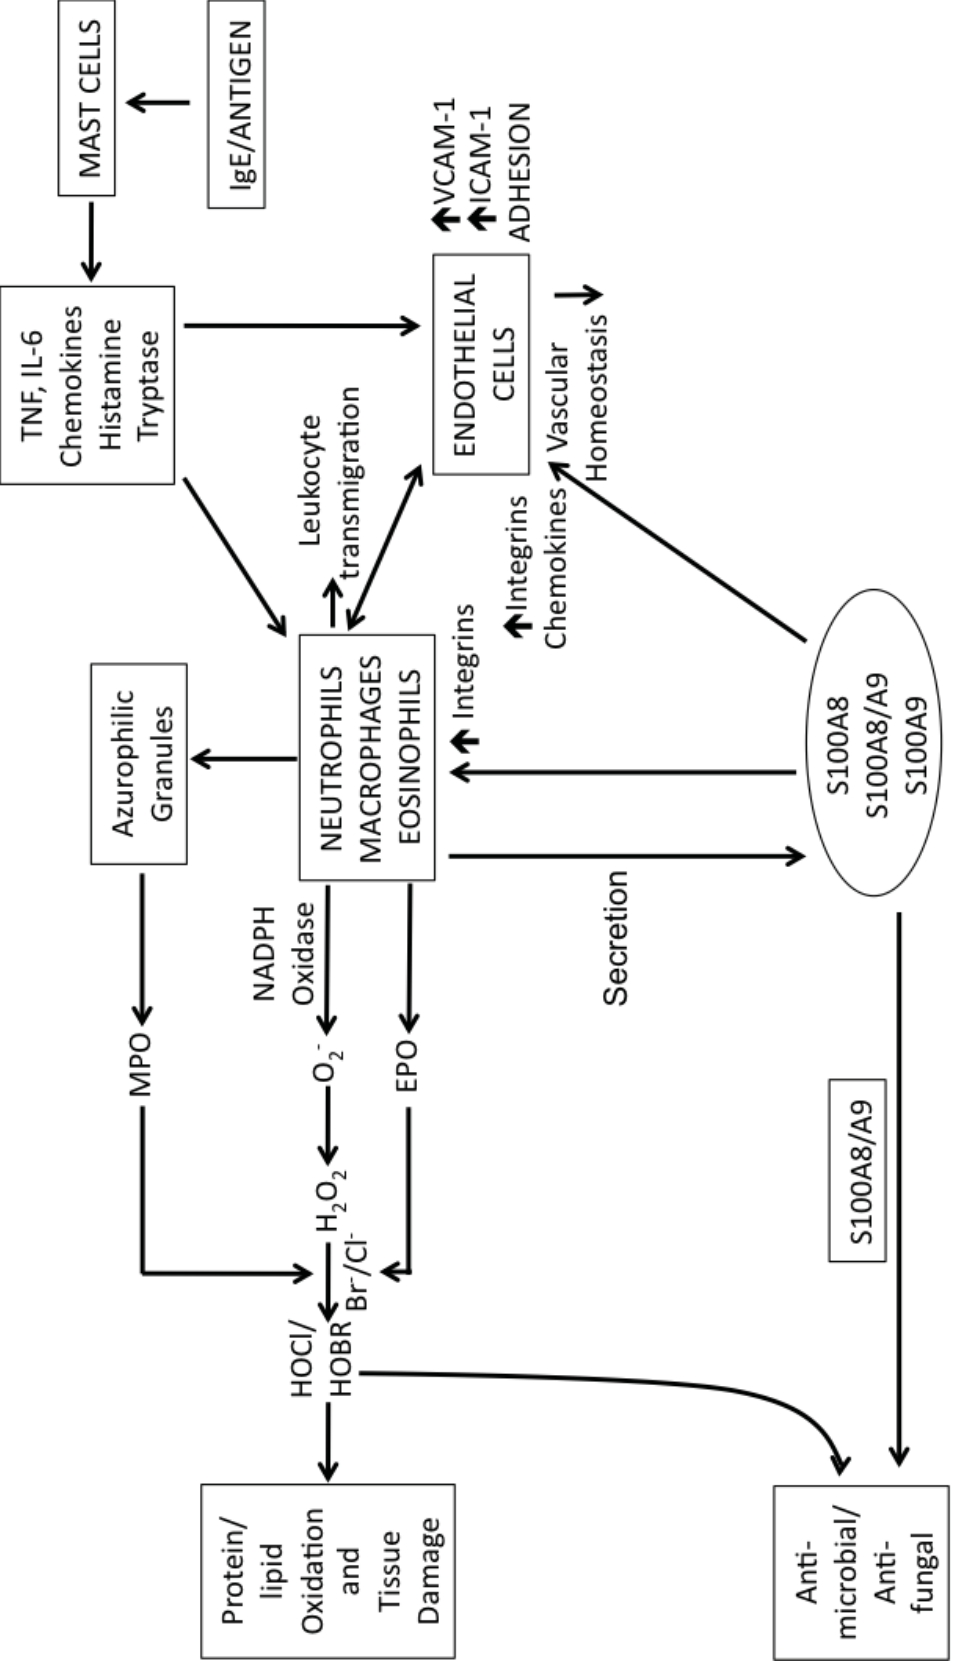 MAST CELLS
IgE/ANTIGEN
TNF, IL-6
Chemokines
Histamine
Tryptase
VCAM-1
ICAM-1
ADHESION
ENDOTHELIAL
CELLS
Vascular
Homeostasis
Leukocyte
transmigration
Integrins
Chemokines
Integrins
Azurophilic
Granules
NEUTROPHILS
MACROPHAGES
EOSINOPHILS
S100A8
S100A8/A9
S100A9
NADPH
Oxidase
Secretion
MPO
O₂⁻
EPO
H₂O₂
Br⁻/Cl⁻
HOCl/
HOBR
S100A8/A9
Protein/
lipid
Oxidation
and
Tissue
Damage
Anti-
microbial/
Anti-
fungal